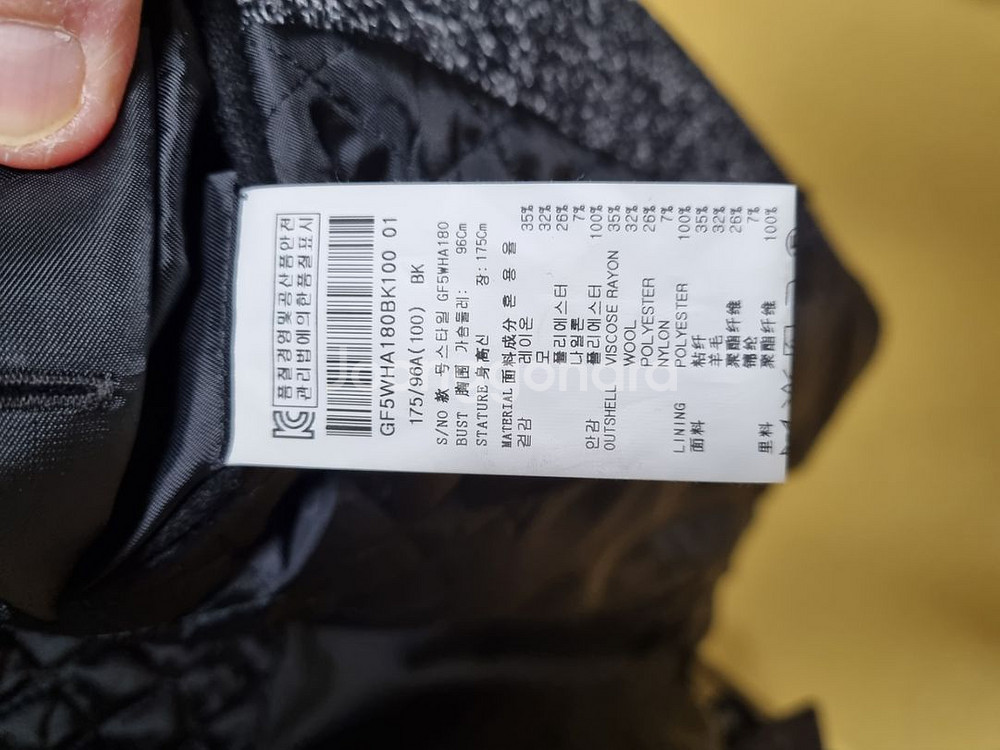 품질경영및공산품안전
관리법에의한품질표시
GF5WHA180BK100 01
175/96A(100) BK
S/NO 款 号 스타일 GF5WHA180
BUST 胸围 가슴둘레: 96Cm
STATURE 身高신 장: 175Cm
MATERIAL 面料成分 혼 용 율
겉감 레이온 35%
모 32%
폴리에스터 26%
나일론 7%
안감 폴리에스터 100%
OUTSHELL VISCOSE RAYON 35%
WOOL 32%
POLYESTER 26%
NYLON 7%
LINING POLYESTER 100%
面料 粘纤 35%
羊毛 32%
聚酯纤维 26%
锦纶 7%
里料 聚酯纤维 100%
Joonggonara